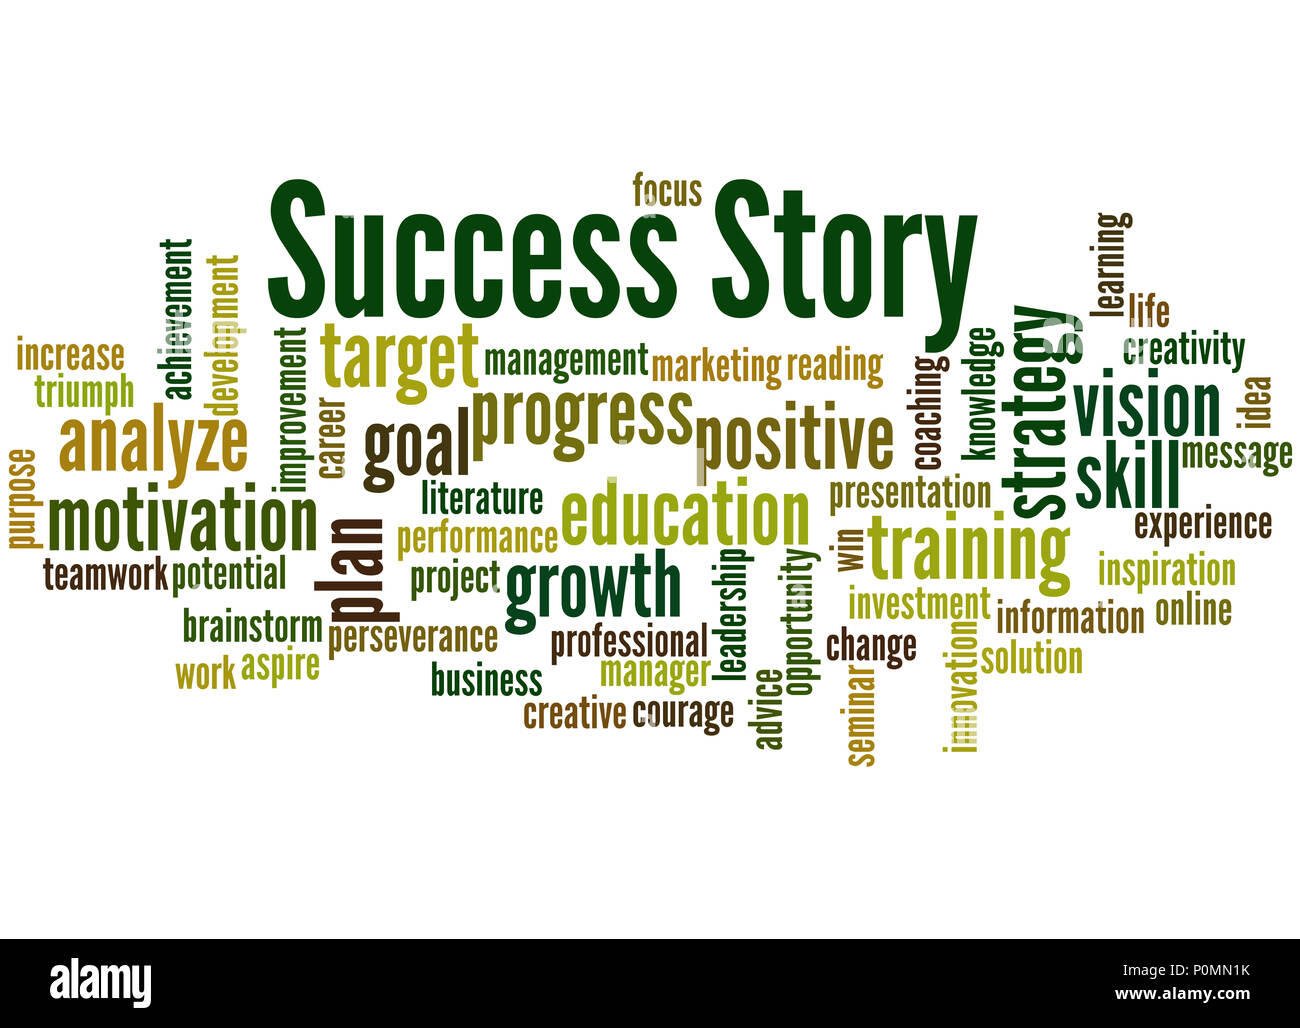 focus
Success Story
learning
life
achievement
development
increase
triumph
improvement
target
management
marketing
reading
coaching
knowledge
strategy
creativity
vision
idea
analyze
career
goal
progress
positive
skill
message
purpose
motivation
literature
education
presentation
experience
performance
win
training
teamwork
potential
plan
project
growth
leadership
opportunity
investment
information
inspiration
online
brainstorm
perseverance
professional
change
innovation
solution
work
aspire
business
manager
advice
seminar
creative
courage
alamy
Image ID: P0MN1K
www.alamy.com